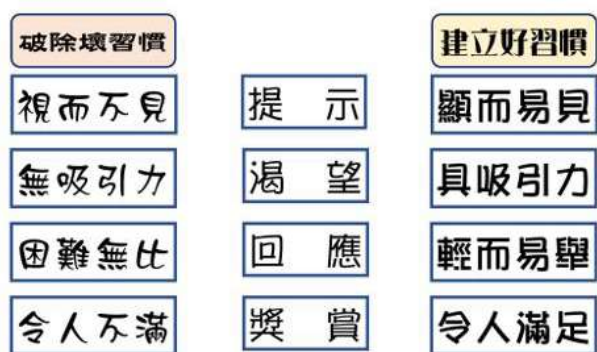 破除壞習慣 建立好習慣
視而不見 提示 顯而易見
無吸引力 渴望 具吸引力
困難無比 回應 輕而易舉
令人不滿 獎賞 令人滿足